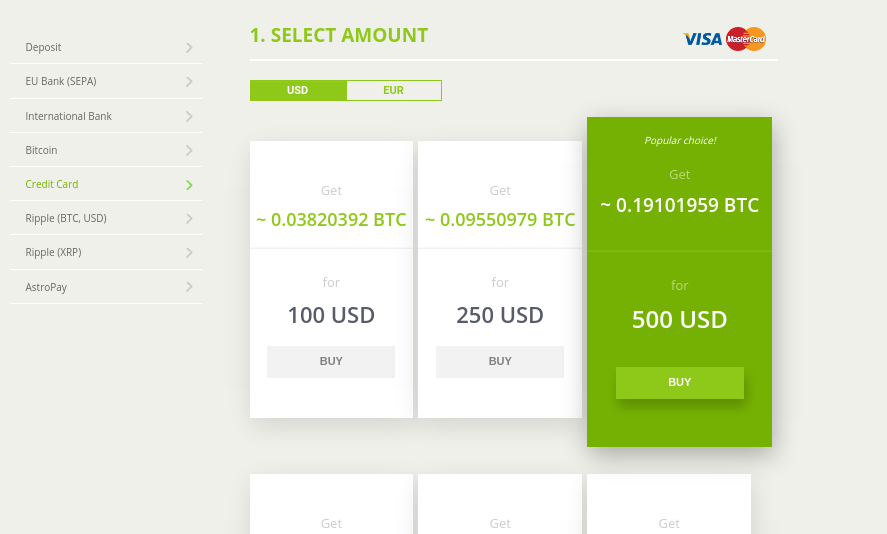 Deposit
EU Bank (SEPA)
International Bank
Bitcoin
Credit Card
Ripple (BTC, USD)
Ripple (XRP)
AstroPay
1. SELECT AMOUNT
VISA MasterCard
USD EUR
Get
~ 0.03820392 BTC
for
100 USD
BUY
Get
~ 0.09550979 BTC
for
250 USD
BUY
Popular choice!
Get
~ 0.19101959 BTC
for
500 USD
BUY
Get
Get
Get